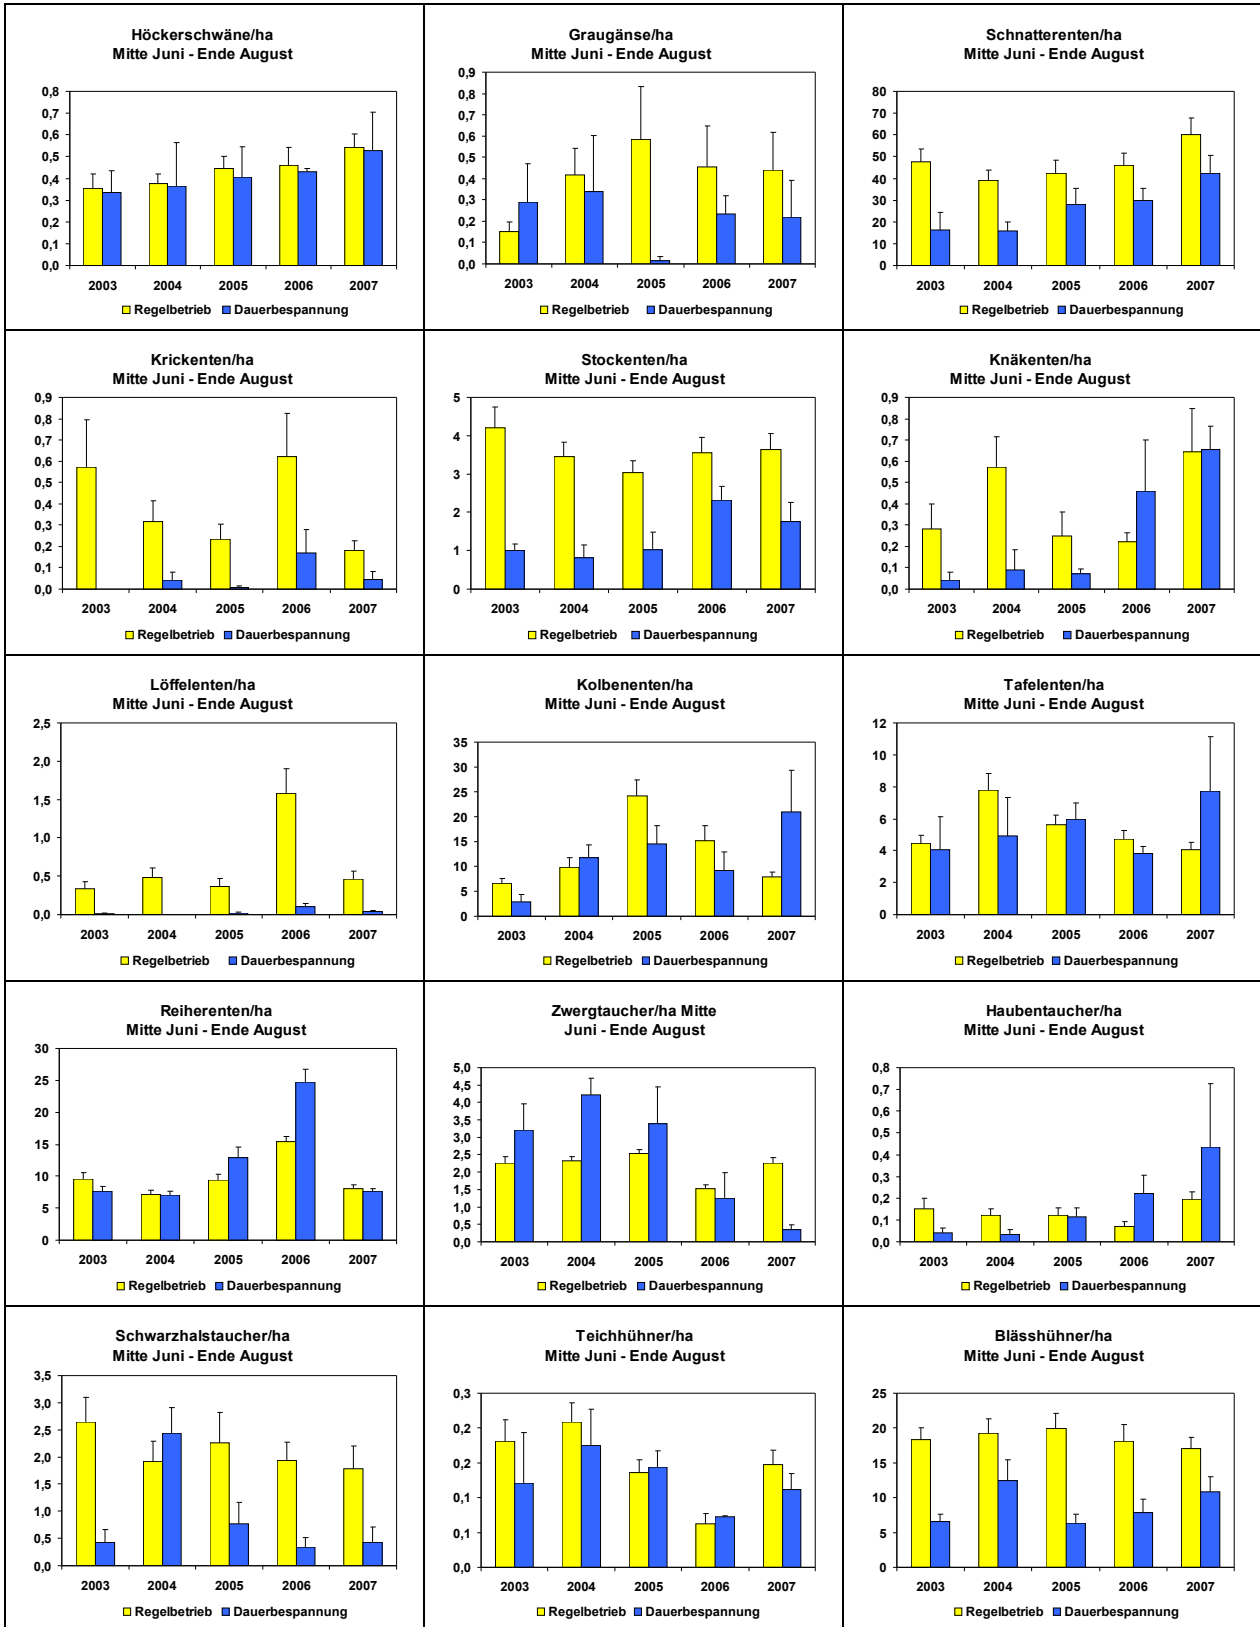 Höckerschwäne/ha
Mitte Juni - Ende August
0,8
0,7
0,6
0,5
0,4
0,3
0,2
0,1
0,0
2003 2004 2005 2006 2007
Regelbetrieb Dauerbespannung
Graugänse/ha
Mitte Juni - Ende August
0,9
0,8
0,7
0,6
0,5
0,4
0,3
0,2
0,1
0,0
2003 2004 2005 2006 2007
Regelbetrieb Dauerbespannung
Schnatterenten/ha
Mitte Juni - Ende August
80
70
60
50
40
30
20
10
0
2003 2004 2005 2006 2007
Regelbetrieb Dauerbespannung
Krickenten/ha
Mitte Juni - Ende August
0,9
0,8
0,7
0,6
0,5
0,4
0,3
0,2
0,1
0,0
2003 2004 2005 2006 2007
Regelbetrieb Dauerbespannung
Stockenten/ha
Mitte Juni - Ende August
5
4
3
2
1
0
2003 2004 2005 2006 2007
Regelbetrieb Dauerbespannung
Knäkenten/ha
Mitte Juni - Ende August
0,9
0,8
0,7
0,6
0,5
0,4
0,3
0,2
0,1
0,0
2003 2004 2005 2006 2007
Regelbetrieb Dauerbespannung
Löffelenten/ha
Mitte Juni - Ende August
2,5
2,0
1,5
1,0
0,5
0,0
2003 2004 2005 2006 2007
Regelbetrieb Dauerbespannung
Kolbenenten/ha
Mitte Juni - Ende August
35
30
25
20
15
10
5
0
2003 2004 2005 2006 2007
Regelbetrieb Dauerbespannung
Tafelenten/ha
Mitte Juni - Ende August
12
10
8
6
4
2
0
2003 2004 2005 2006 2007
Regelbetrieb Dauerbespannung
Reiherenten/ha
Mitte Juni - Ende August
30
25
20
15
10
5
0
2003 2004 2005 2006 2007
Regelbetrieb Dauerbespannung
Zwergtaucher/ha Mitte
Juni - Ende August
5,0
4,5
4,0
3,5
3,0
2,5
2,0
1,5
1,0
0,5
0,0
2003 2004 2005 2006 2007
Regelbetrieb Dauerbespannung
Haubentaucher/ha
Mitte Juni - Ende August
0,8
0,7
0,6
0,5
0,4
0,3
0,2
0,1
0,0
2003 2004 2005 2006 2007
Regelbetrieb Dauerbespannung
Schwarzhalstaucher/ha
Mitte Juni - Ende August
3,5
3,0
2,5
2,0
1,5
1,0
0,5
0,0
2003 2004 2005 2006 2007
Regelbetrieb Dauerbespannung
Teichhühner/ha
Mitte Juni - Ende August
0,3
0,2
0,2
0,1
0,1
0,0
2003 2004 2005 2006 2007
Regelbetrieb Dauerbespannung
Blässhühner/ha
Mitte Juni - Ende August
25
20
15
10
5
0
2003 2004 2005 2006 2007
Regelbetrieb Dauerbespannung